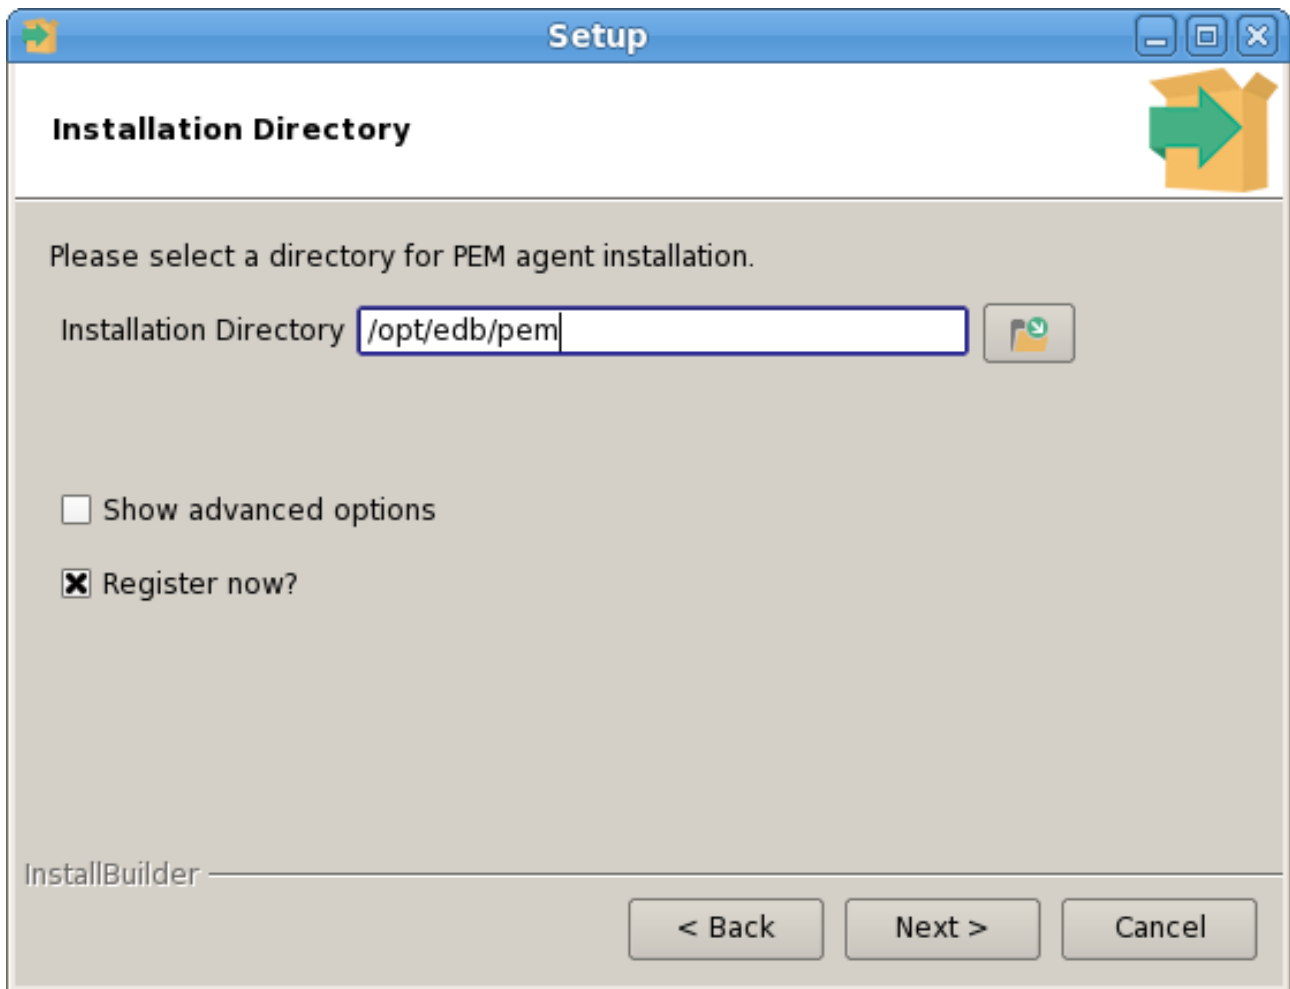 Setup
Installation Directory
Please select a directory for PEM agent installation.
Installation Directory /opt/edb/pem
Show advanced options
Register now?
InstallBuilder
< Back Next > Cancel